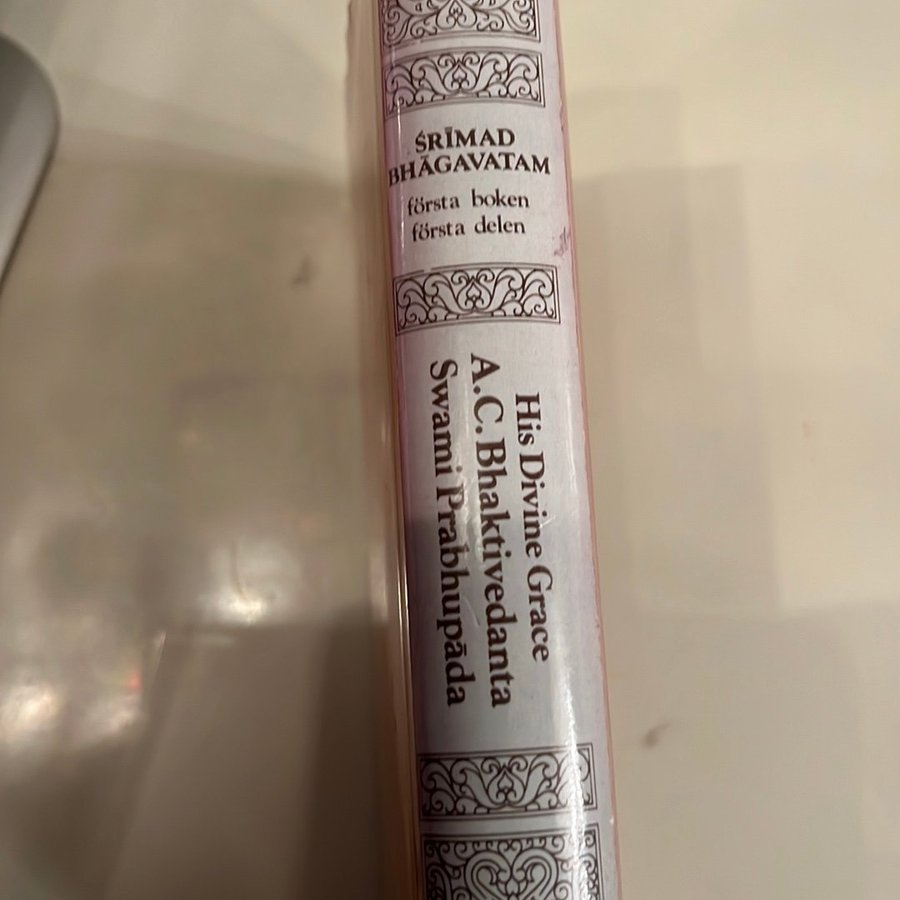 ŚRĪMAD
BHĀGAVATAM
första boken
första delen
His Divine Grace
A.C. Bhaktivedanta
Swami Prabhupāda